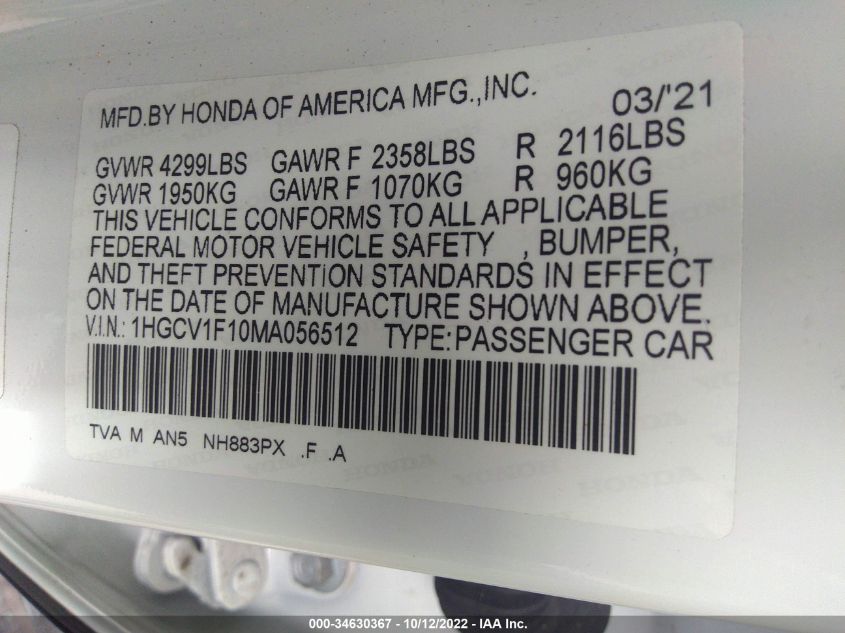 MFD.BY HONDA OF AMERICA MFG.,INC. 03/'21
GVWR 4299LBS GAWR F 2358LBS R 2116LBS
GVWR 1950KG GAWR F 1070KG R 960KG
THIS VEHICLE CONFORMS TO ALL APPLICABLE
FEDERAL MOTOR VEHICLE SAFETY , BUMPER,
AND THEFT PREVENTION STANDARDS IN EFFECT
ON THE DATE OF MANUFACTURE SHOWN ABOVE.
V.I.N.: 1HGCV1F10MA056512 TYPE:PASSENGER CAR
TVA M AN5 NH883PX .F .A
HONDA HONDA HONDA
000-34630367 - 10/12/2022 - IAA Inc.